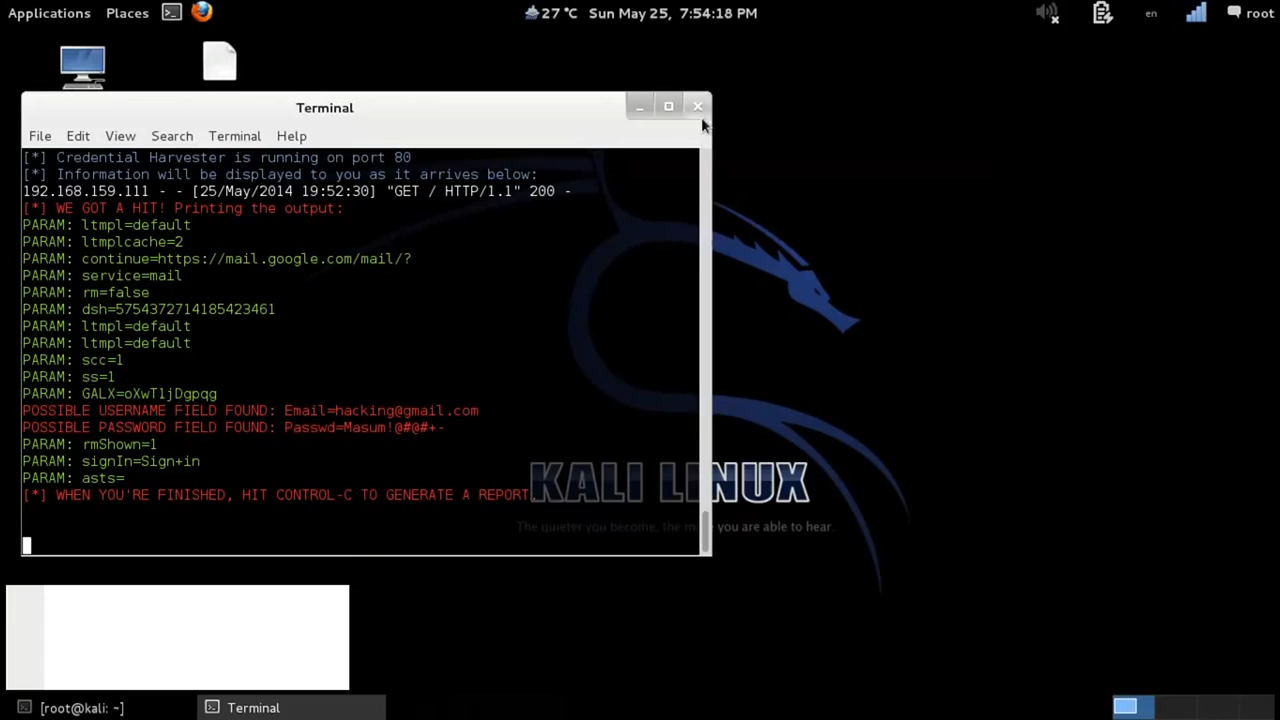 Applications Places 27 °C Sun May 25, 7:54:18 PM en root
Terminal
File Edit View Search Terminal Help
[*] Credential Harvester is running on port 80
[*] Information will be displayed to you as it arrives below:
192.168.159.111 - - [25/May/2014 19:52:30] "GET / HTTP/1.1" 200 -
[*] WE GOT A HIT! Printing the output:
PARAM: ltmpl=default
PARAM: ltmplcache=2
PARAM: continue=https://mail.google.com/mail/?
PARAM: service=mail
PARAM: rm=false
PARAM: dsh=5754372714185423461
PARAM: ltmpl=default
PARAM: ltmpl=default
PARAM: scc=1
PARAM: ss=1
PARAM: GALX=oXwT1jDgpqg
POSSIBLE USERNAME FIELD FOUND: Email=hacking@gmail.com
POSSIBLE PASSWORD FIELD FOUND: Passwd=Masum!@#@#+-
PARAM: rmShown=1
PARAM: signIn=Sign+in
PARAM: asts=
[*] WHEN YOU'RE FINISHED, HIT CONTROL-C TO GENERATE A REPORT.
KALI LINUX
The quieter you become, the more you are able to hear.
[root@kali: ~] Terminal